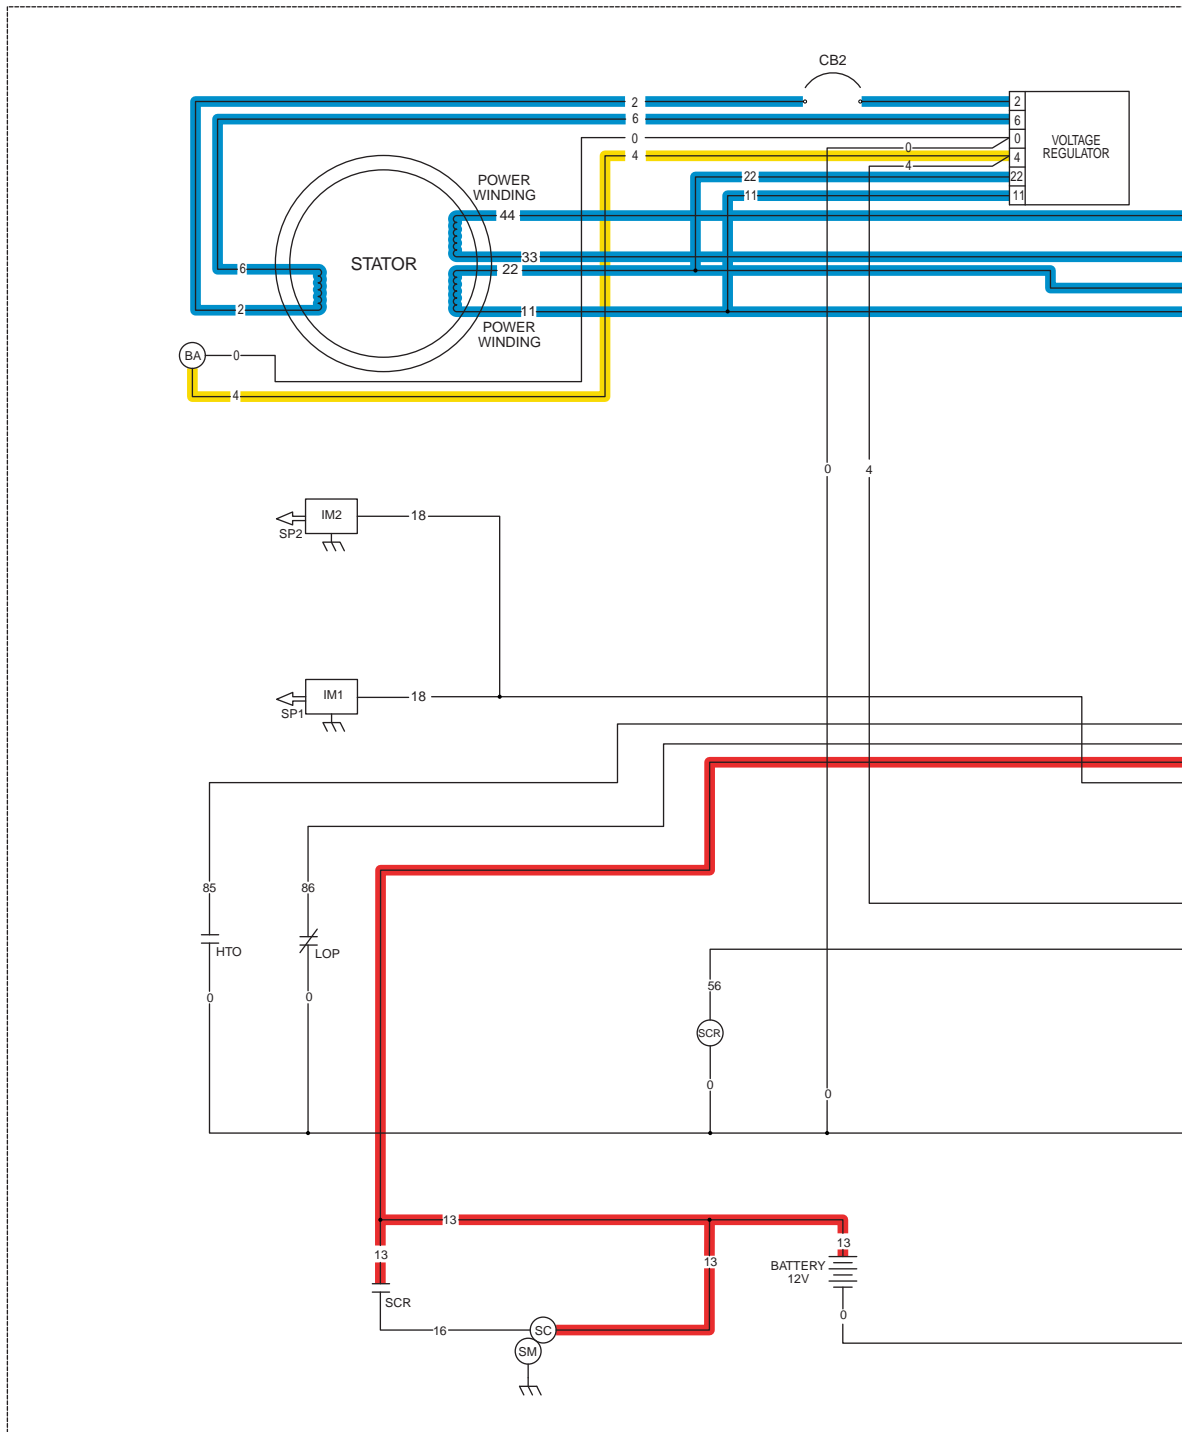 CB2
2
2
6
6
0
0
0
VOLTAGE
REGULATOR
4
4
4
POWER
WINDING
22
22
11
11
44
STATOR
33
6
22
2
11
POWER
WINDING
BA
0
4
0
4
IM2
18
SP2
IM1
18
SP1
85
86
HTO
LOP
56
0
0
SCR
0
0
13
13
13
13
BATTERY
12V
SCR
0
16
SC
SM